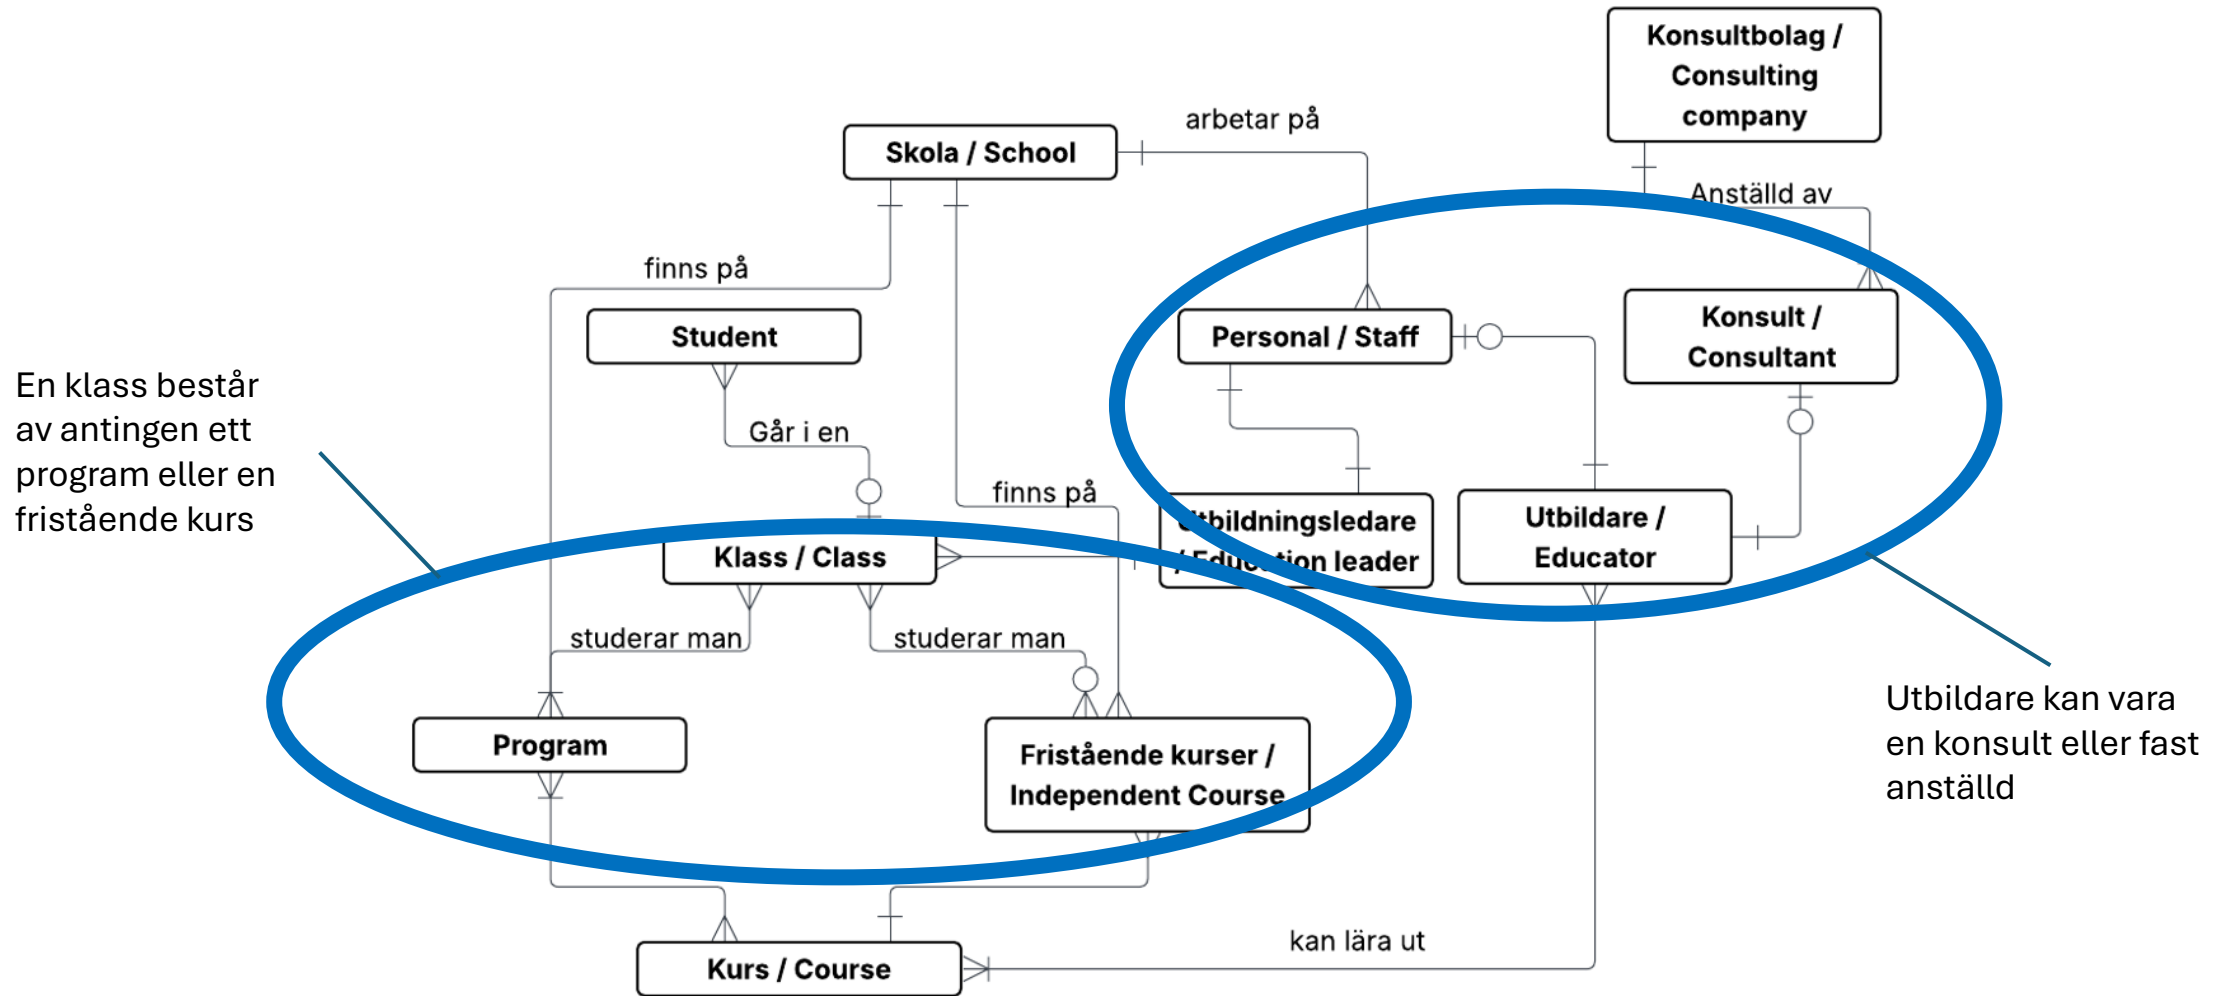 Konsultbolag /
Consulting
company
arbetar på
Skola / School
Anställd av
finns på
Student
Personal / Staff
Konsult /
Consultant
En klass består
av antingen ett
program eller en
fristående kurs
Går i en
finns på
Utbildningsledare
/ Education leader
Utbildare /
Educator
Klass / Class
studerar man
studerar man
Program
Fristående kurser /
Independent Course
Utbildare kan vara
en konsult eller fast
anställd
kan lära ut
Kurs / Course